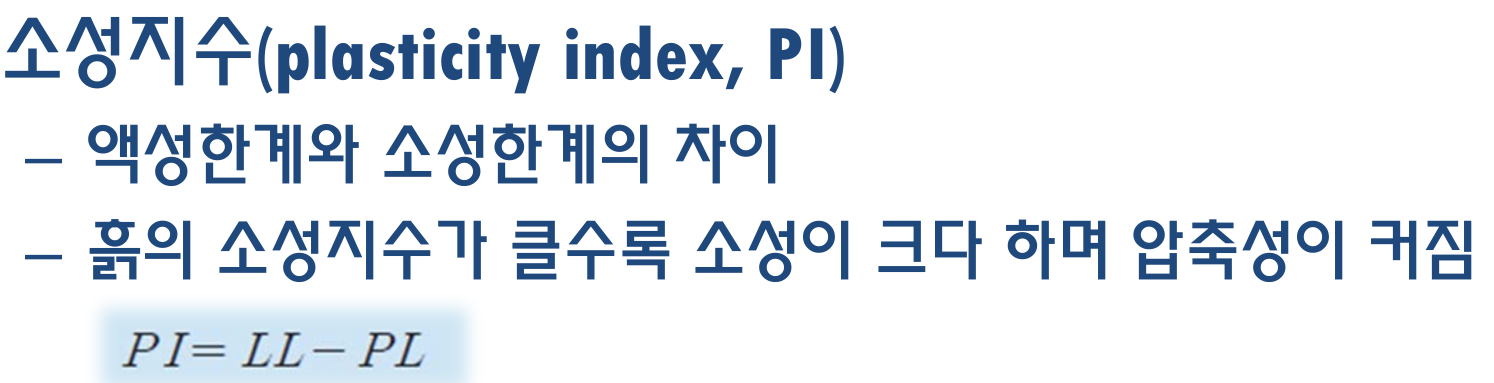 소성지수(plasticity index, PI)
– 액성한계와 소성한계의 차이
– 흙의 소성지수가 클수록 소성이 크다 하며 압축성이 커짐
PI= LL− PL